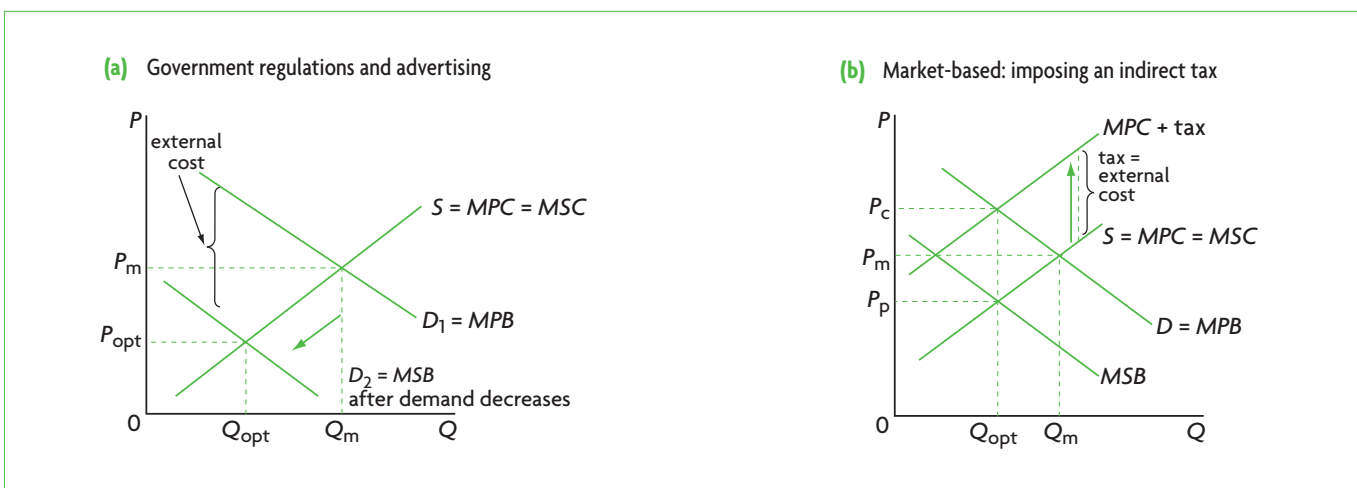 (a) Government regulations and advertising
P
external
cost
S = MPC = MSC
Pm
D1 = MPB
Popt
D2 = MSB
after demand decreases
0
Qopt
Qm
Q
(b) Market-based: imposing an indirect tax
P
MPC + tax
tax =
external
cost
Pc
S = MPC = MSC
Pm
Pp
D = MPB
MSB
0
Qopt
Qm
Q